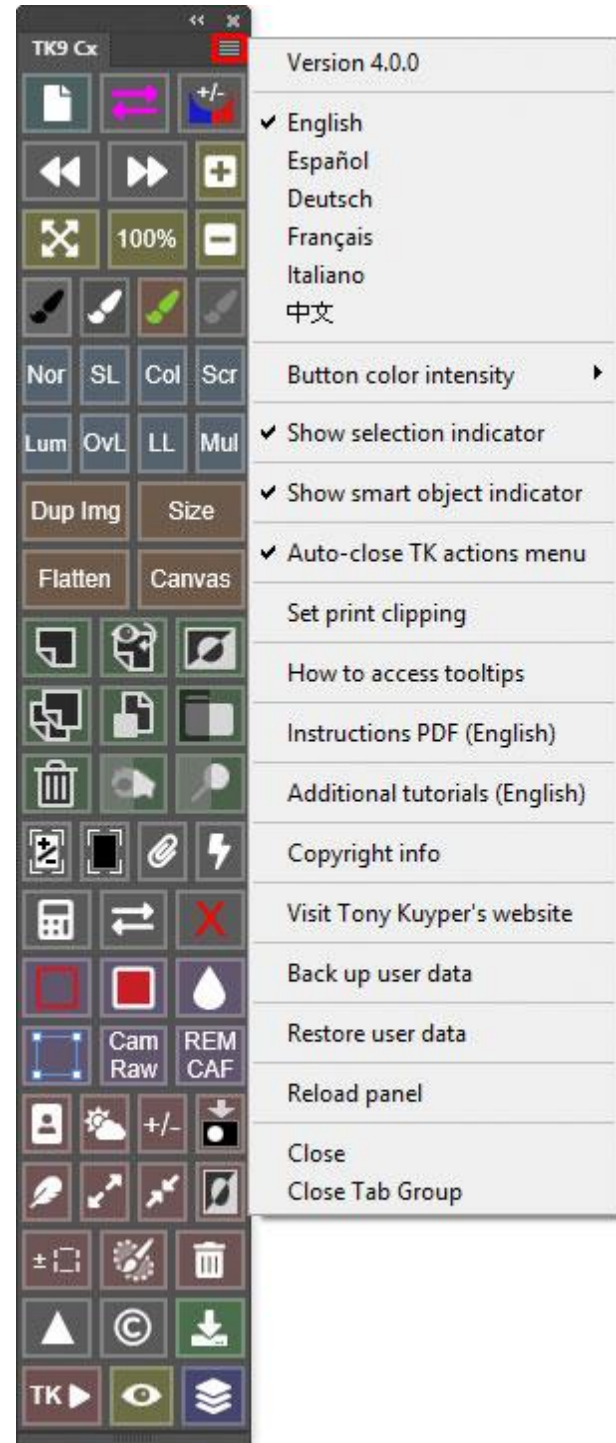 TK9 Cx
+/-
100%
Nor SL Col Scr
Lum OvL LL Mul
Dup Img Size
Flatten Canvas
X
Cam Raw REM CAF
+/-
±
©
TK
Version 4.0.0
English
Español
Deutsch
Français
Italiano
中文
Button color intensity
Show selection indicator
Show smart object indicator
Auto-close TK actions menu
Set print clipping
How to access tooltips
Instructions PDF (English)
Additional tutorials (English)
Copyright info
Visit Tony Kuyper's website
Back up user data
Restore user data
Reload panel
Close
Close Tab Group